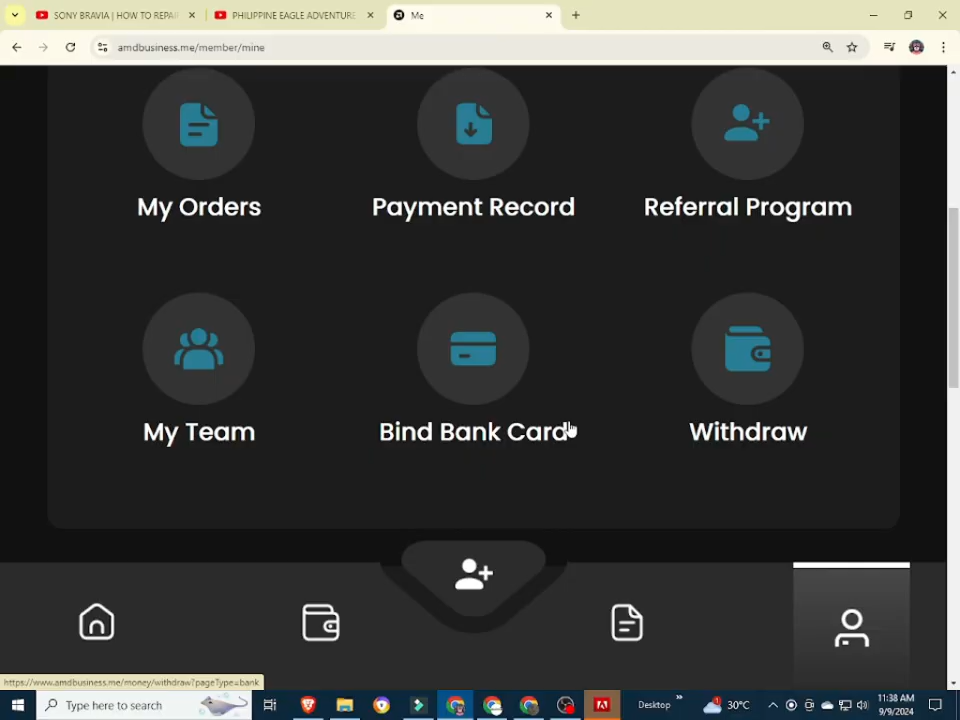 SONY BRAVIA | HOW TO REPAI
PHILIPPINE EAGLE ADVENTURE
Me
amdbusiness.me/member/mine
My Orders
Payment Record
Referral Program
My Team
Bind Bank Card
Withdraw
https://www.amdbusiness.me/money/withdraw?pageType=bank
Type here to search
Desktop
30°C
11:38 AM
9/9/2024